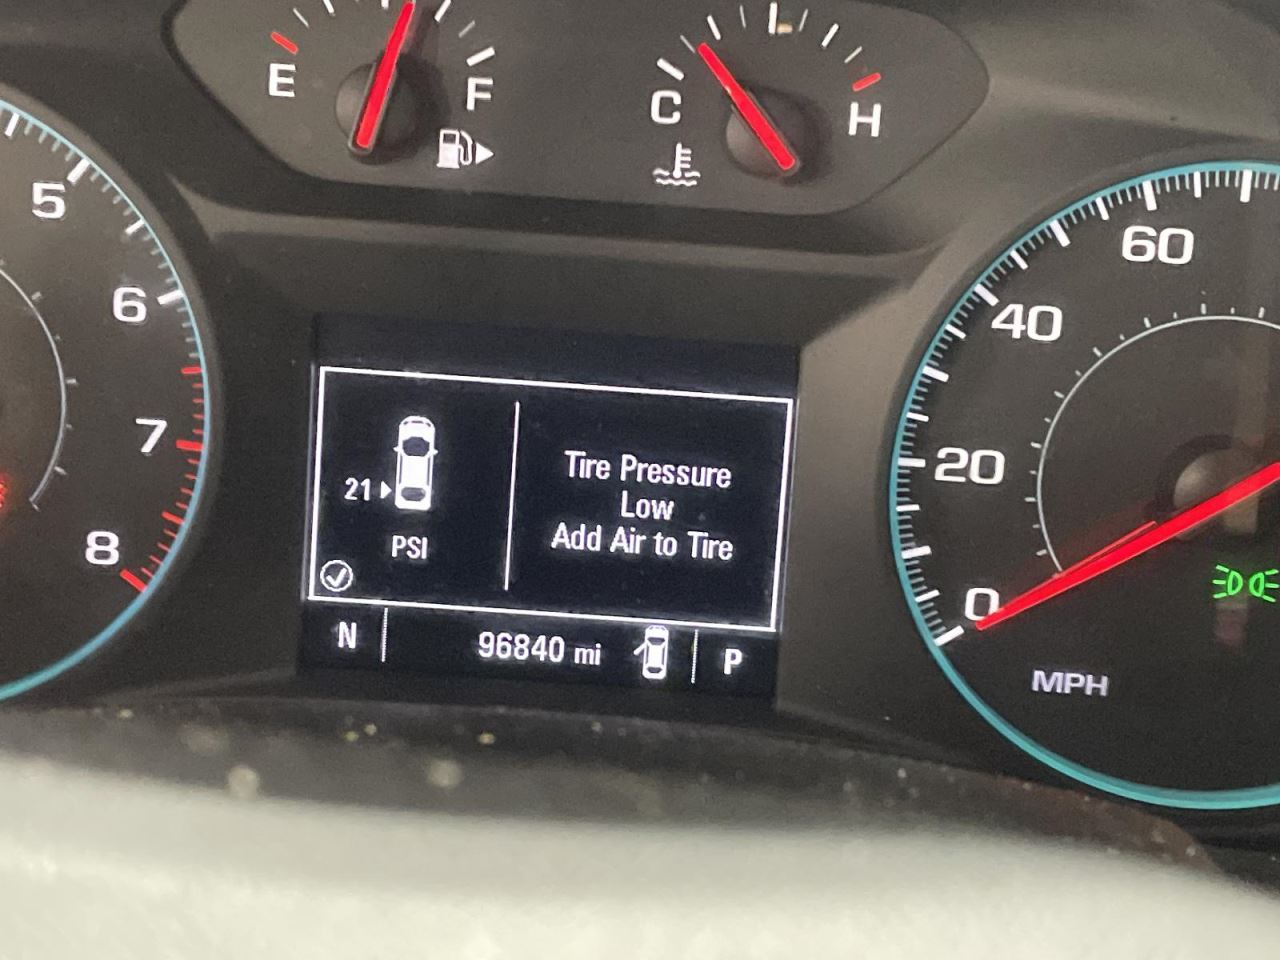 E
F
C
H
5
6
7
8
60
40
20
0
MPH
21
PSI
Tire Pressure
Low
Add Air to Tire
N
96840 mi
P